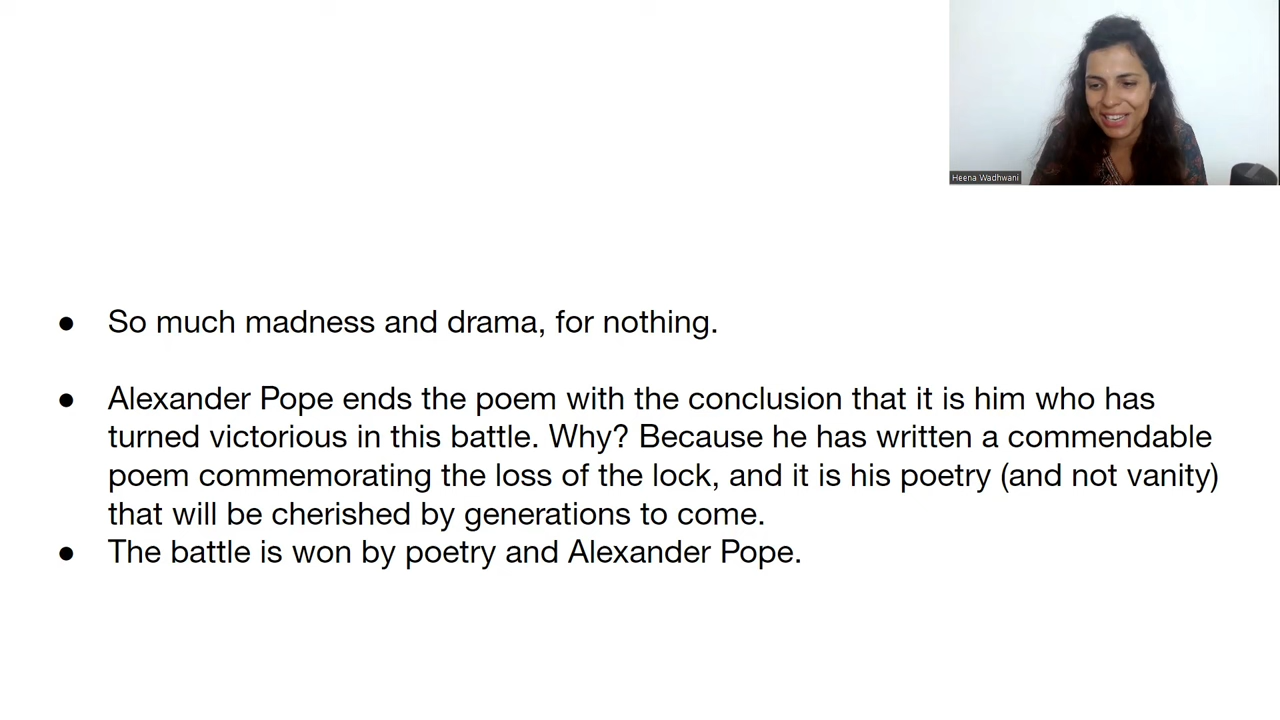 Heena Wadhwani
● So much madness and drama, for nothing.
● Alexander Pope ends the poem with the conclusion that it is him who has
turned victorious in this battle. Why? Because he has written a commendable
poem commemorating the loss of the lock, and it is his poetry (and not vanity)
that will be cherished by generations to come.
● The battle is won by poetry and Alexander Pope.